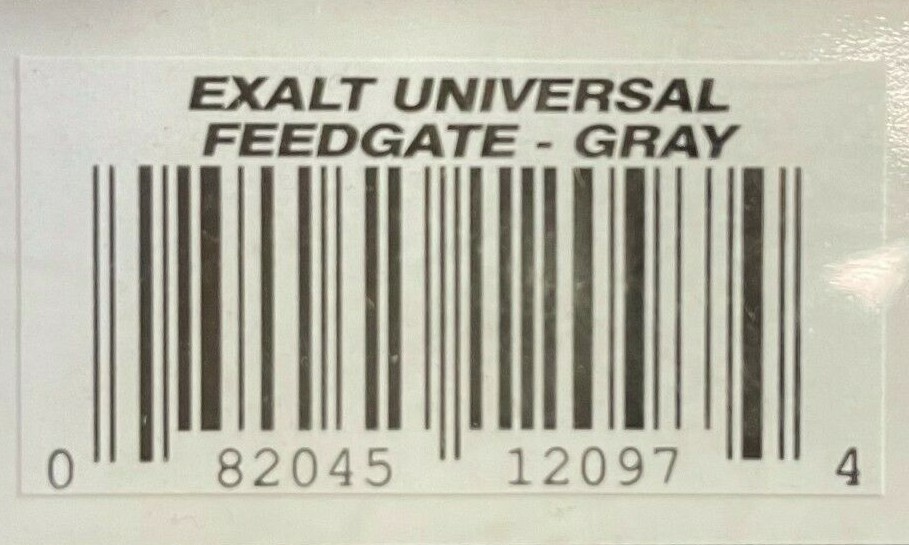 EXALT UNIVERSAL
FEEDGATE - GRAY
0 82045 12097 4